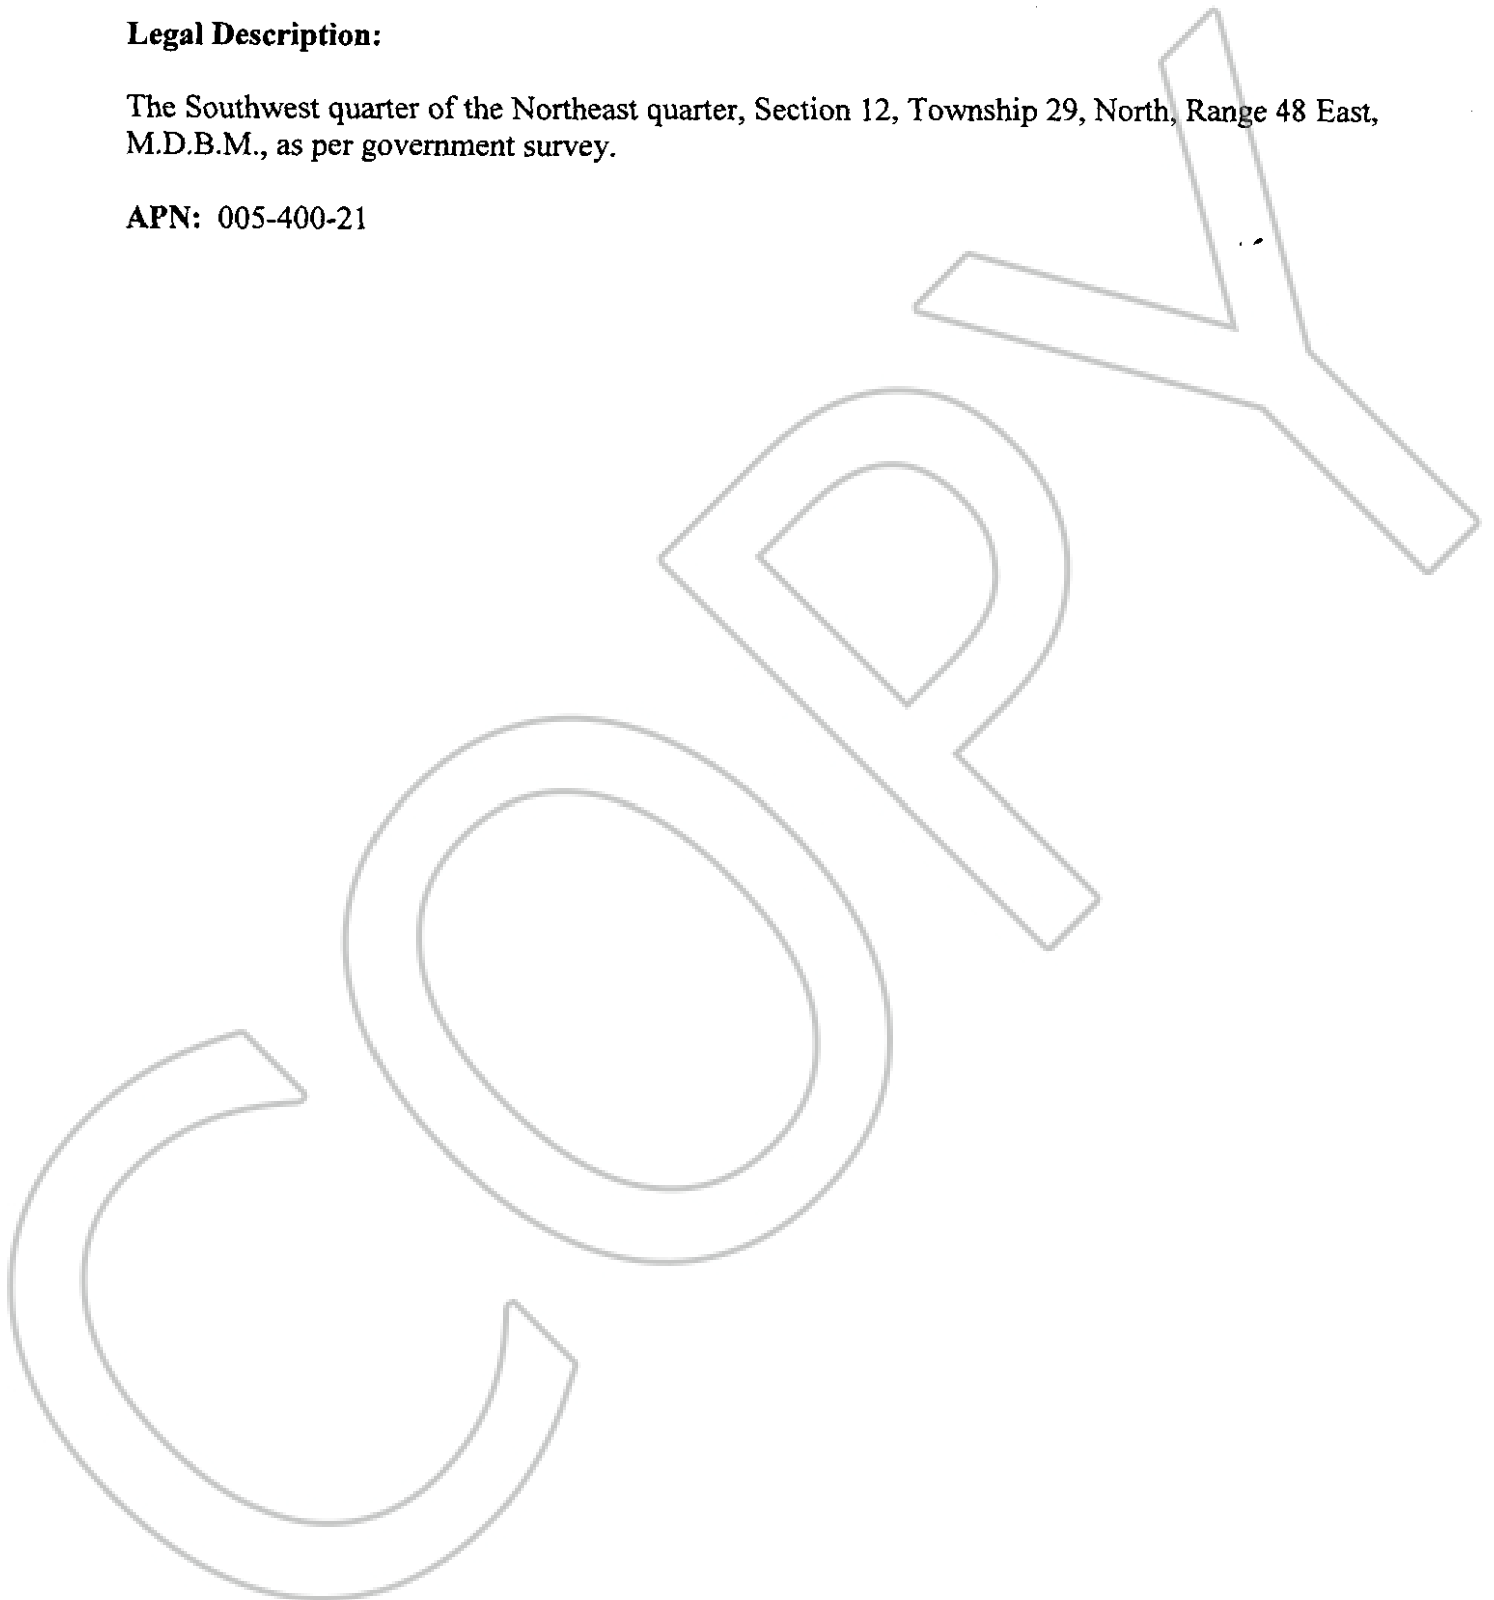 Legal Description:
The Southwest quarter of the Northeast quarter, Section 12, Township 29, North, Range 48 East,
M.D.B.M., as per government survey.
APN: 005-400-21
COPY